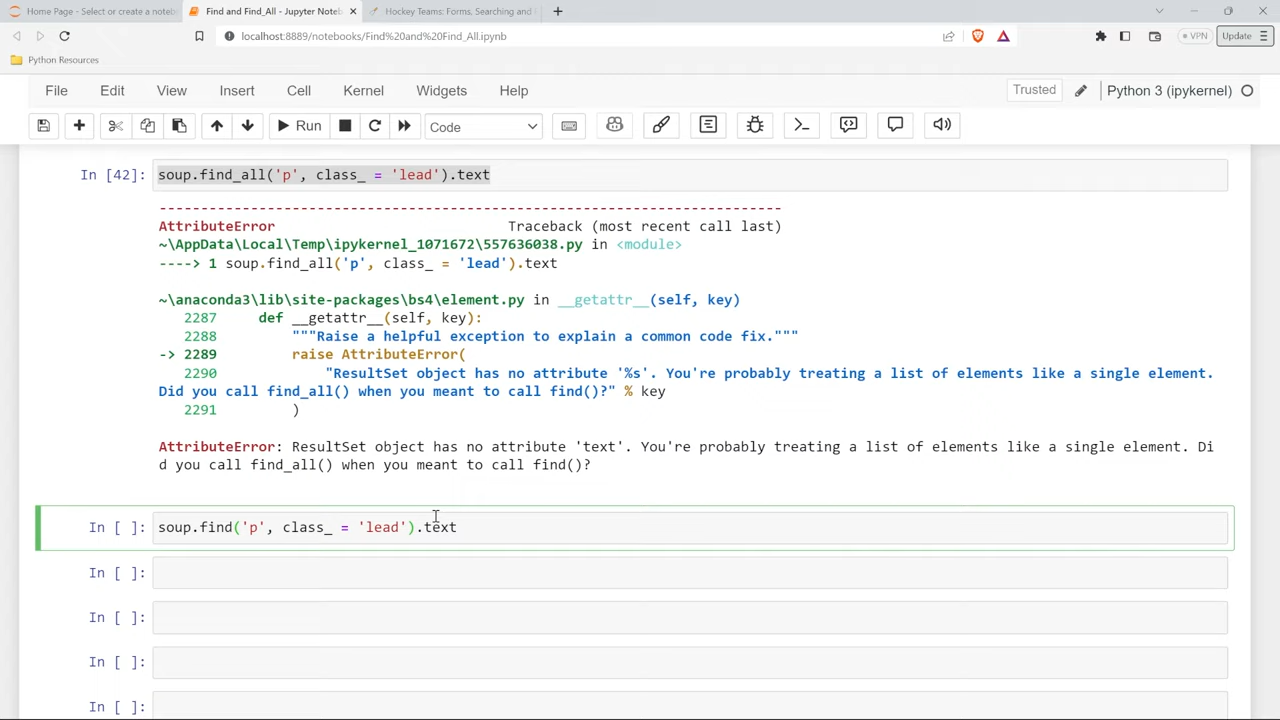 Home Page - Select or create a noteb
Find and Find_All - Jupyter Noteb
Hockey Teams: Forms, Searching and
localhost:8889/notebooks/Find%20and%20Find_All.ipynb
VPN
Update
Python Resources
File Edit View Insert Cell Kernel Widgets Help
Trusted
Python 3 (ipykernel)
Run
Code
In [42]: soup.find_all('p', class_ = 'lead').text
---------------------------------------------------------------------------
AttributeError Traceback (most recent call last)
~\AppData\Local\Temp\ipykernel_1071672\557636038.py in <module>
----> 1 soup.find_all('p', class_ = 'lead').text
~\anaconda3\lib\site-packages\bs4\element.py in __getattr__(self, key)
2287 def __getattr__(self, key):
2288 """Raise a helpful exception to explain a common code fix."""
-> 2289 raise AttributeError(
2290 "ResultSet object has no attribute '%s'. You're probably treating a list of elements like a single element.
Did you call find_all() when you meant to call find()?" % key
2291 )
AttributeError: ResultSet object has no attribute 'text'. You're probably treating a list of elements like a single element. Di
d you call find_all() when you meant to call find()?
In [ ]: soup.find('p', class_ = 'lead').text
In [ ]:
In [ ]:
In [ ]:
In [ ]: